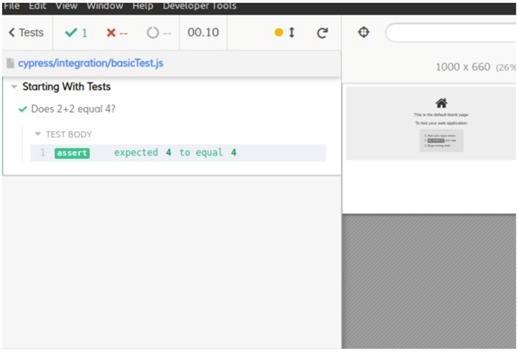 File Edit View Window Help Developer Tools
Tests 1 -- -- 00.10
cypress/integration/basicTest.js
Starting With Tests
Does 2+2 equal 4?
TEST BODY
1 assert expected 4 to equal 4
1000 x 660 (26%
This is the default blank page
To test your web application: